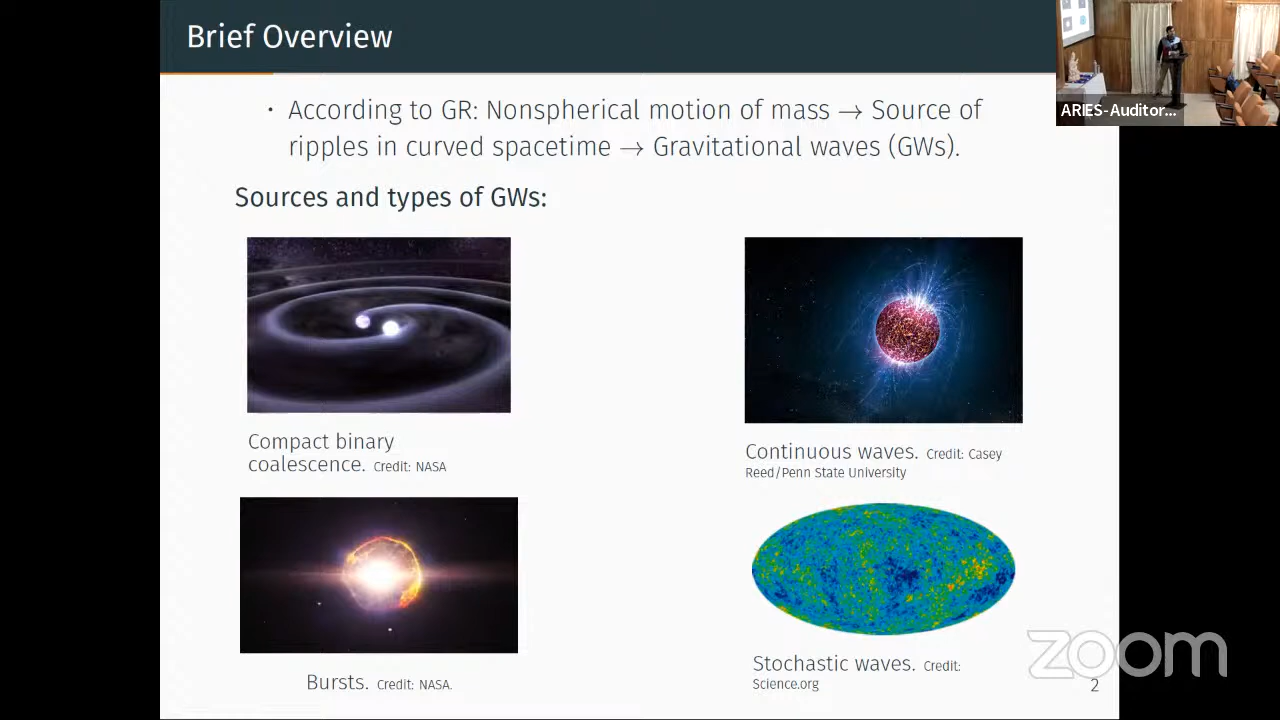 Brief Overview
ARIES-Auditor...
· According to GR: Nonspherical motion of mass → Source of
ripples in curved spacetime → Gravitational waves (GWs).
Sources and types of GWs:
Compact binary
coalescence. Credit: NASA
Continuous waves. Credit: Casey
Reed/Penn State University
Bursts. Credit: NASA.
Stochastic waves. Credit:
Science.org
zoom
2